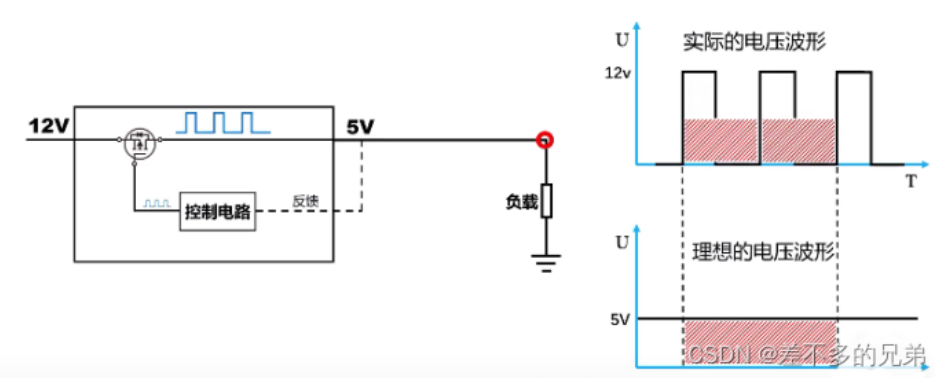 12V
5V
控制电路
反馈
负载
U
实际的电压波形
12v
T
U
理想的电压波形
5V
CSDN @差不多的兄弟